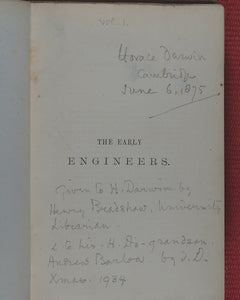 vol. 1.
Horace Darwin
Cambridge
June 6, 1875
THE EARLY
ENGINEERS.
Given to H. Darwin by
Henry Bradshaw, University
Librarian.
& to his. H. D's grandson,
Andrew Barlow by I. D.
Xmas. 1934